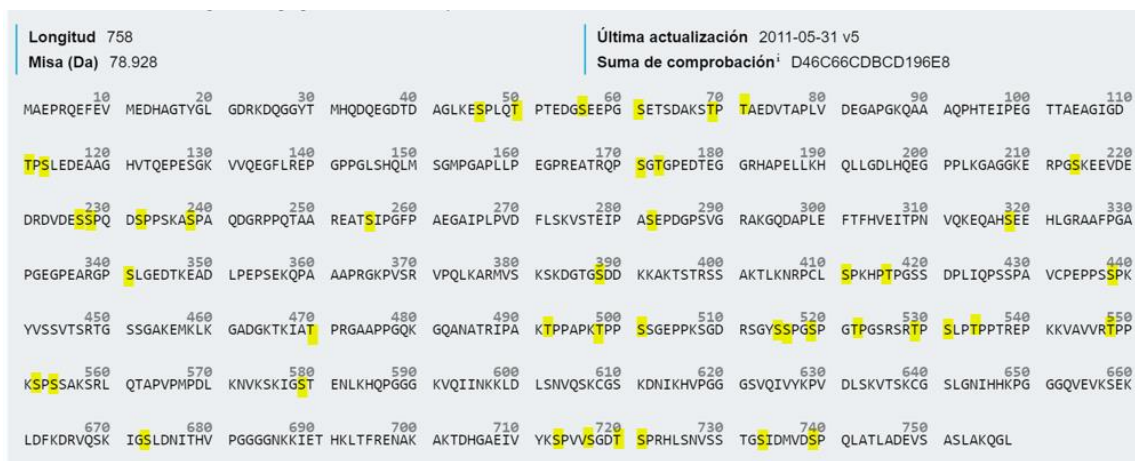 Longitud 758
Misa (Da) 78.928
Última actualización 2011-05-31 v5
Suma de comprobación i D46C66CDBCD196E8
10 20 30 40 50 60 70 80 90 100 110
MAEPRQEFEV MEDHAGTYGL GDRKDQGGYT MHQDQEGDTD AGLKESPLQT PTEDGSEEPG SETSDAKSTP TAEDVTAPLV DEGAPGKQAA AQPHTEIPEG TTAEAGIGD
120 130 140 150 160 170 180 190 200 210 220
TPSLEDEAAG HVTQEPESGK VVQEGFLREP GPPGLSHQLM SGMPGAPLLP EGPREATRQP SGTGPEDTEG GRHAPELLKH QLLGDLHQEG PPLKGAGGKE RPGSKEEVDE
230 240 250 260 270 280 290 300 310 320 330
DRDVDESSPQ DSPPSKASPA QDGRPPQTAA REATSIPGFP AEGAIPLPVD FLSKVSTEIP ASEPDGPSVG RAKGQDAPLE FTFHVEITPN VQKEQAHSEE HLGRAAFPGA
340 350 360 370 380 390 400 410 420 430 440
PGEGPEARGP SLGEDTKEAD LPEPSEKQPA AAPRGKPVSR VPQLKARMVS KSKDGTGSDD KKAKTSTRSS AKTLKNRPCL SPKHPTPGSS DPLIQPSSPA VCPEPPSSPK
450 460 470 480 490 500 510 520 530 540 550
YVSSVTSRTG SSGAKEMKLK GADGKTKIAT PRGAAPPGQK GQANATRIPA KTPPAPKTPP SSGEPPKSGD RSGYSSPGSP GTPGSRSRTP SLPTPPTREP KKVAVVRTPP
560 570 580 590 600 610 620 630 640 650 660
KSPSSAKSRL QTAPVPMPDL KNVKSKIGST ENLKHQPGGG KVQIINKKLD LSNVQSKCGS KDNIKHVPGG GSVQIVYKPV DLSKVTSKCG SLGNIHHKPG GGQVEVKSEK
670 680 690 700 710 720 730 740 750
LDFKDRVQSK IGSLDNITHV PGGGNKKIET HKLTFRENAK AKTDHGAEIV YKSPVVSGDT SPRHLSNVSS TGSIDMVDSP QLATLADEVS ASLAKQGL